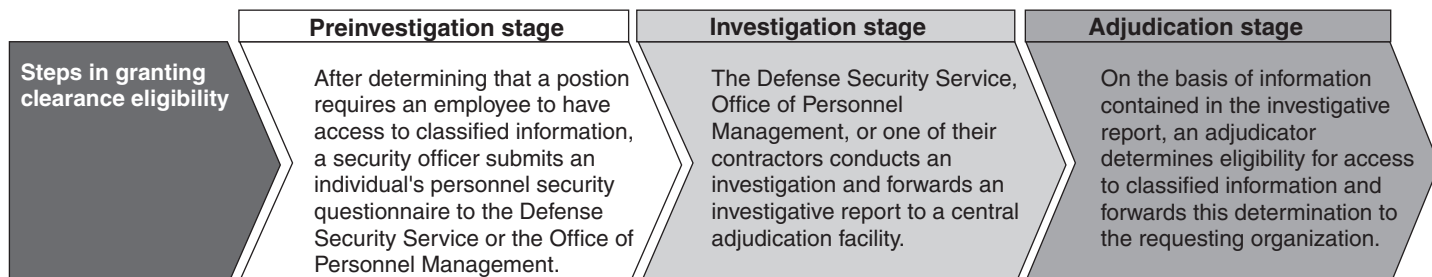 Steps in granting
clearance eligibility
Preinvestigation stage
After determining that a postion
requires an employee to have
access to classified information,
a security officer submits an
individual's personnel security
questionnaire to the Defense
Security Service or the Office of
Personnel Management.
Investigation stage
The Defense Security Service,
Office of Personnel
Management, or one of their
contractors conducts an
investigation and forwards an
investigative report to a central
adjudication facility.
Adjudication stage
On the basis of information
contained in the investigative
report, an adjudicator
determines eligibility for access
to classified information and
forwards this determination to
the requesting organization.